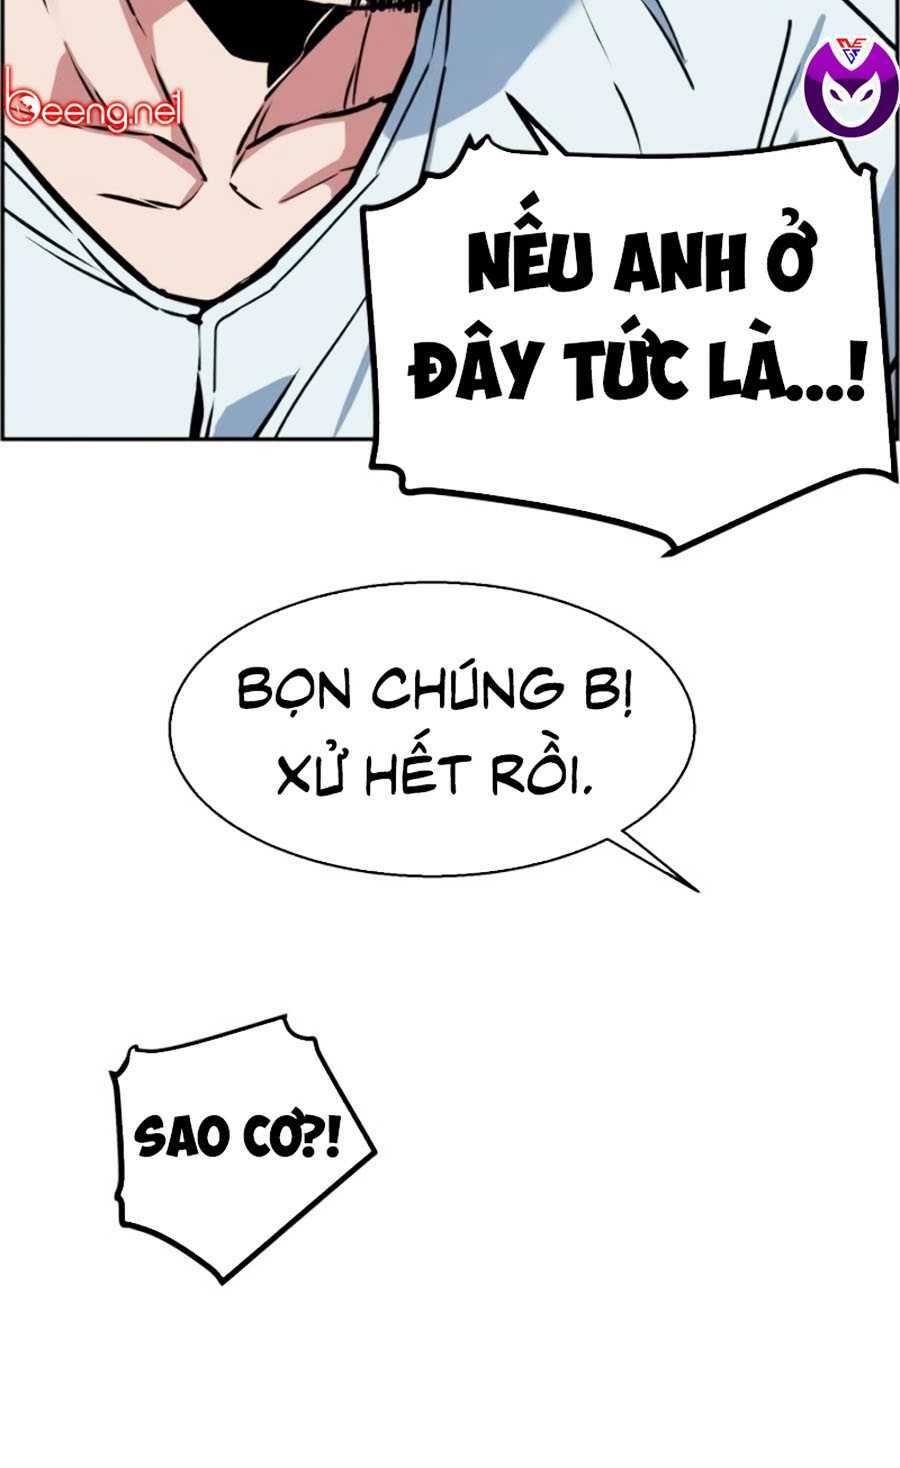 beeng.net
NẾU ANH Ở
ĐÂY TỨC LÀ...!
BỌN CHÚNG BỊ
XỬ HẾT RỒI.
SAO CƠ?!